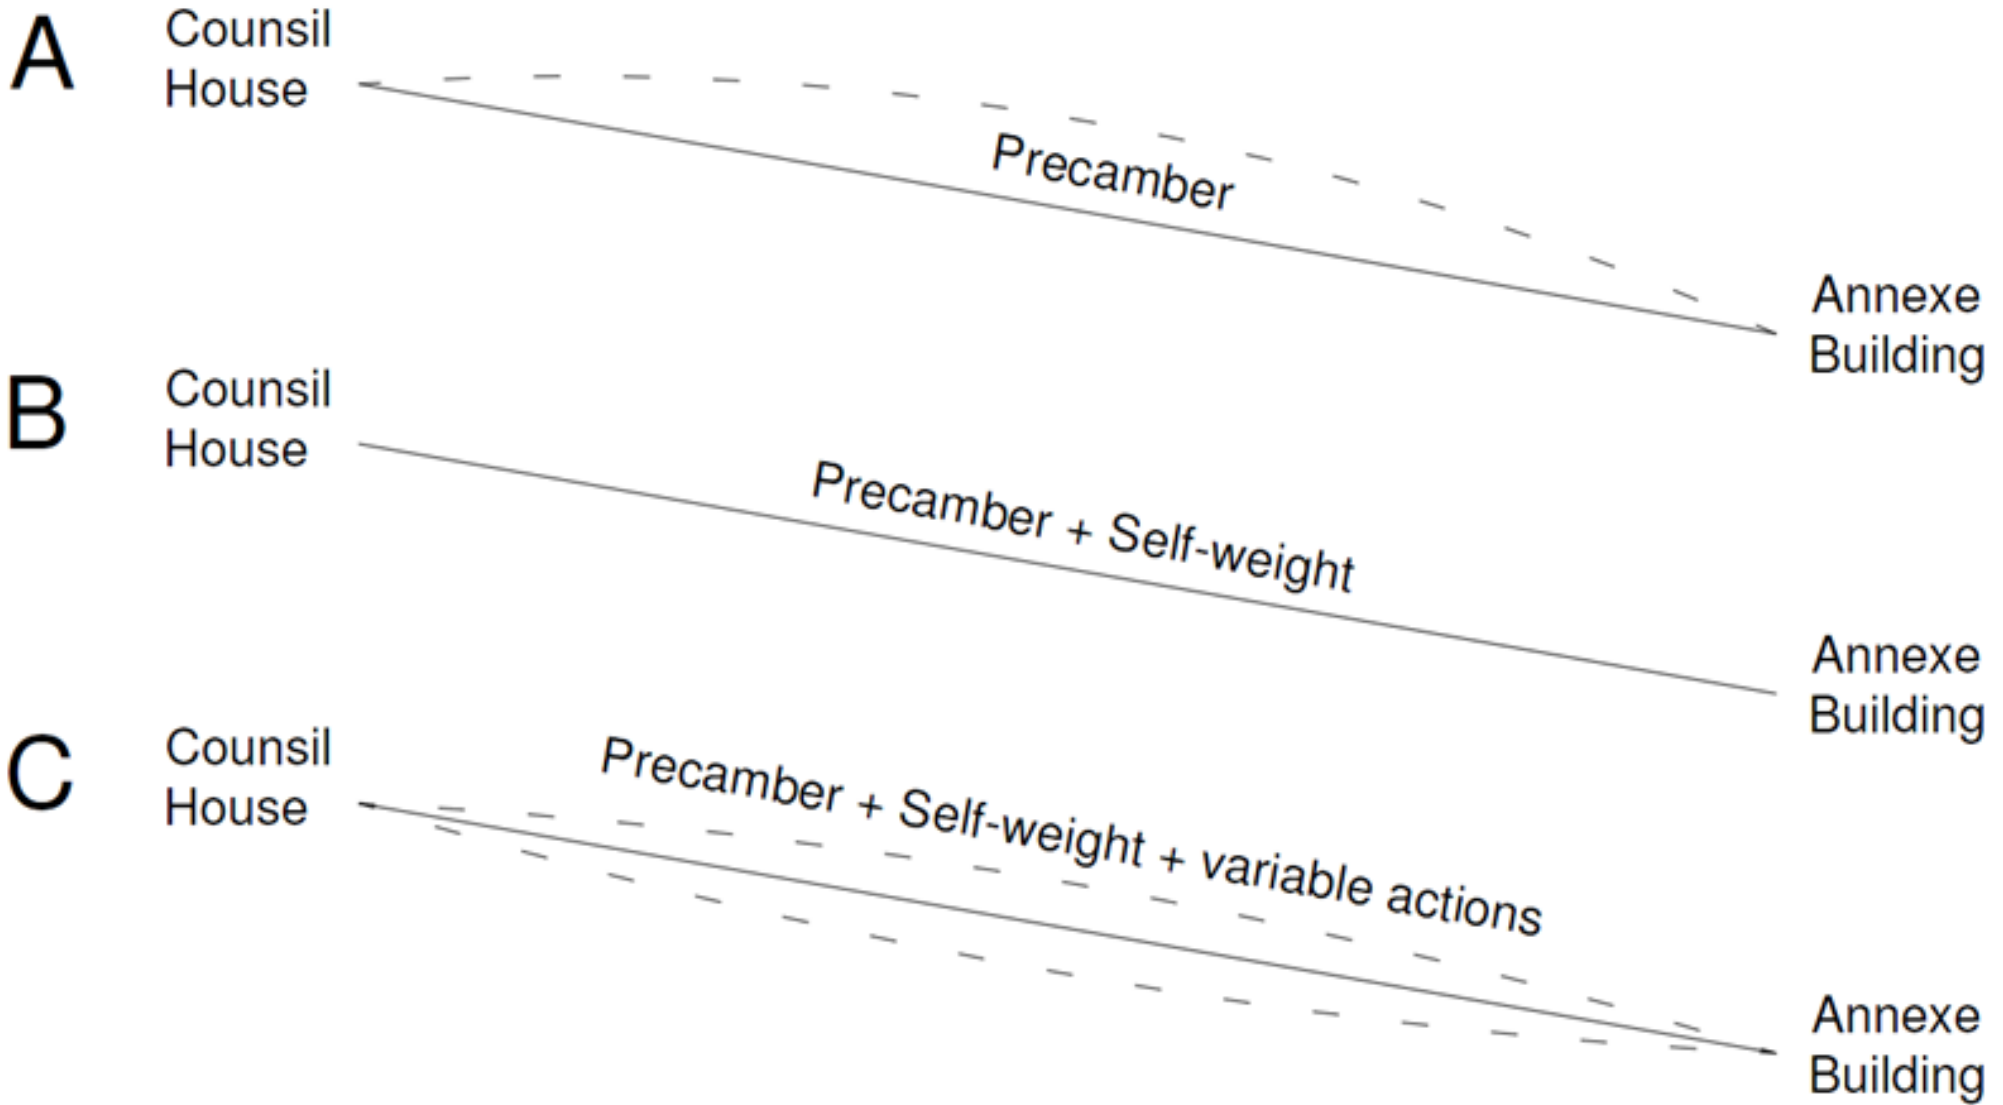 A
Counsil
House
Precamber
Annexe
Building
B
Counsil
House
Precamber + Self-weight
Annexe
Building
C
Counsil
House
Precamber + Self-weight + variable actions
Annexe
Building